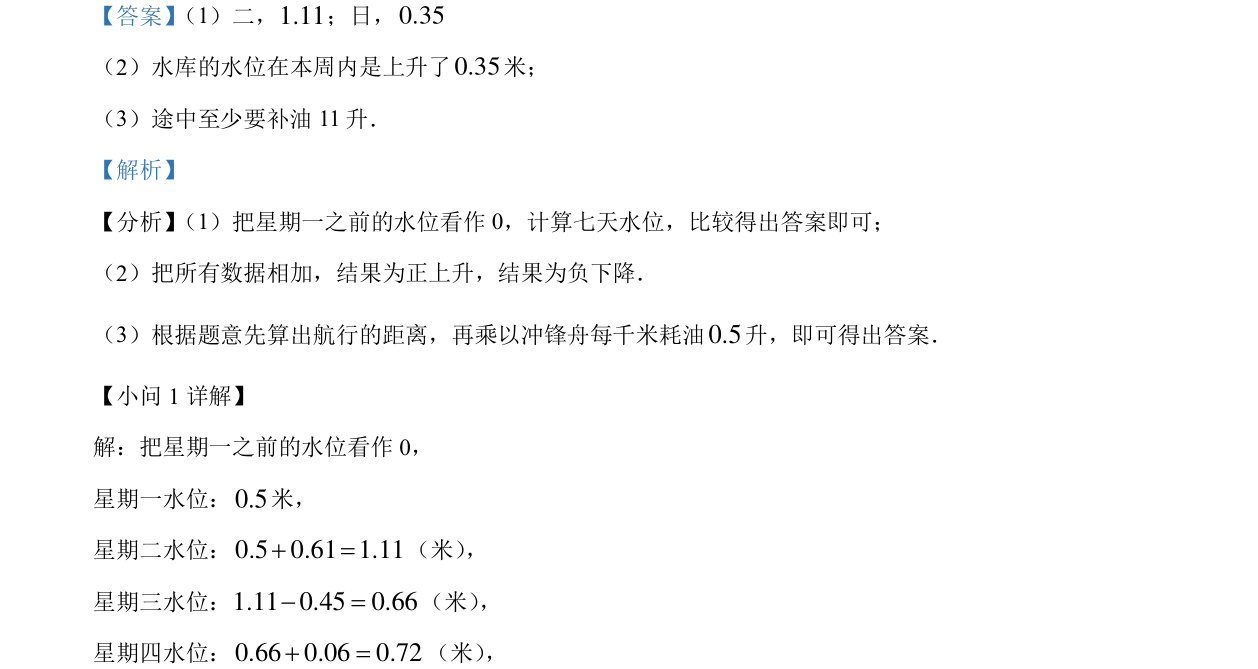 【答案】（1）二，1.11；日，0.35
（2）水库的水位在本周内是上升了0.35米；
（3）途中至少要补油 11 升．
【解析】
【分析】（1）把星期一之前的水位看作 0，计算七天水位，比较得出答案即可；
（2）把所有数据相加，结果为正上升，结果为负下降．
（3）根据题意先算出航行的距离，再乘以冲锋舟每千米耗油0.5升，即可得出答案．
【小问 1 详解】
解：把星期一之前的水位看作 0，
星期一水位：0.5米，
星期二水位：0.5+0.61=1.11（米），
星期三水位：1.11−0.45=0.66（米），
星期四水位：0.66+0.06=0.72（米），